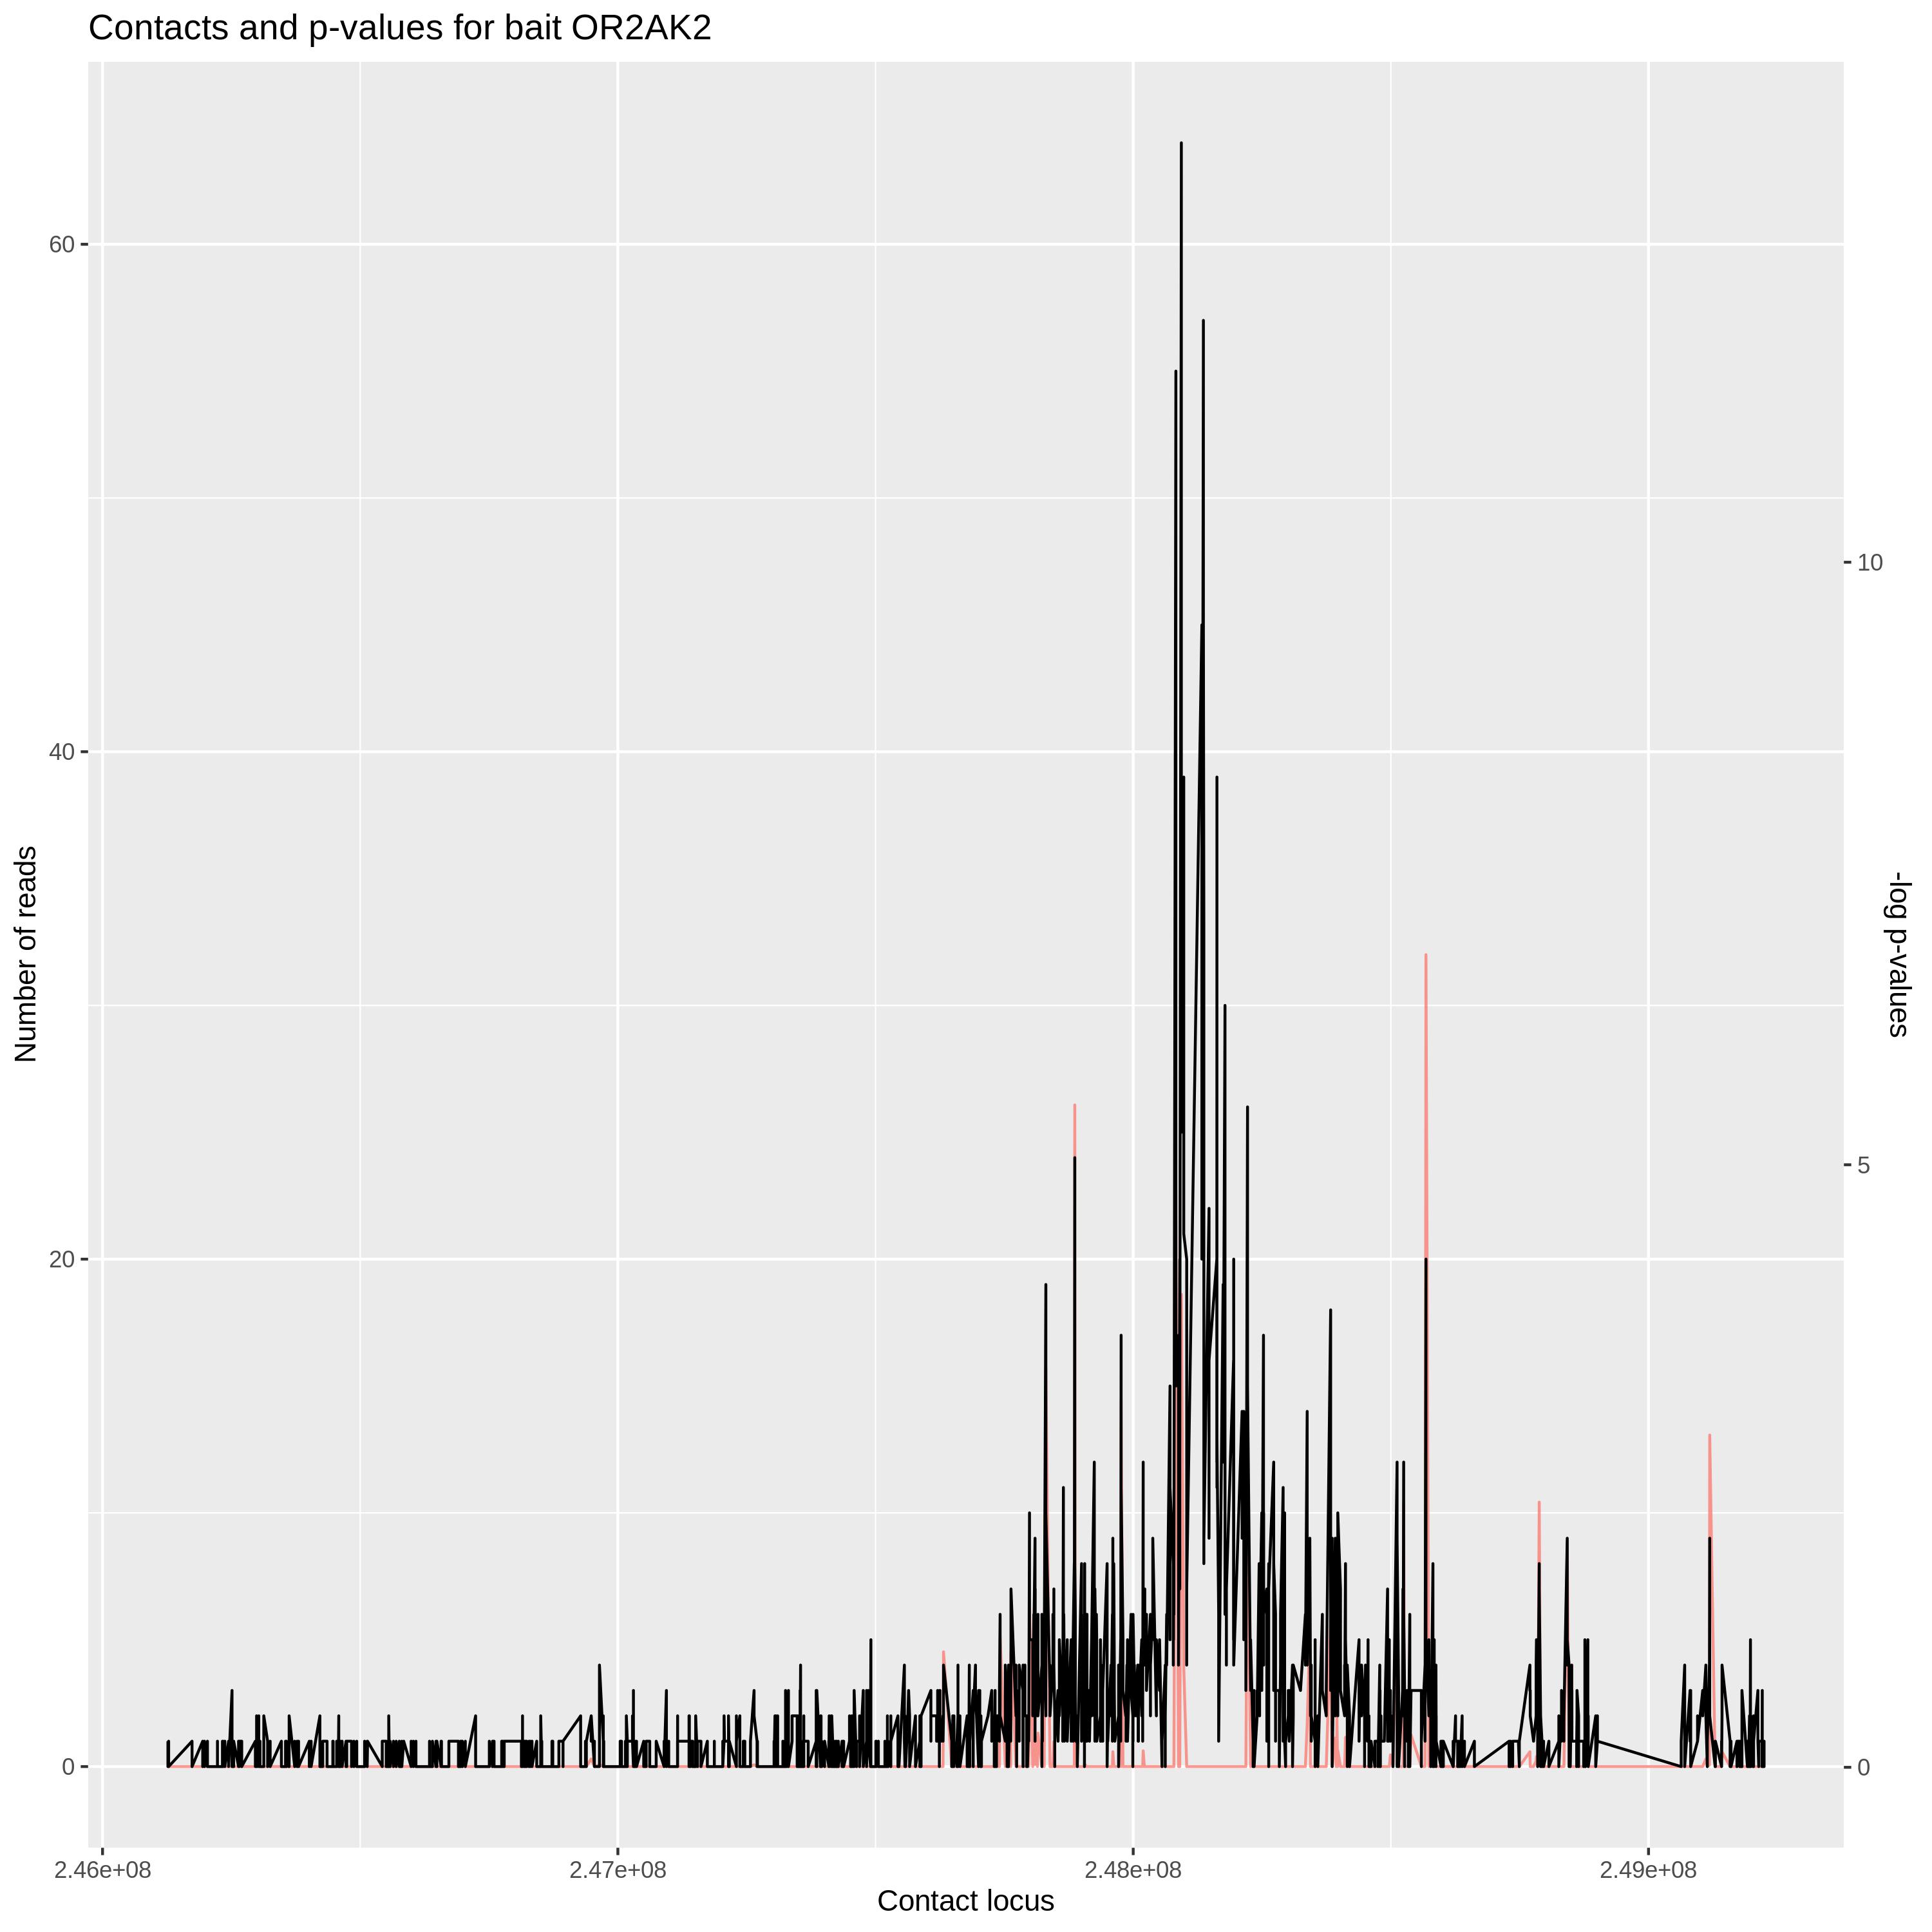 Contacts and p-values for bait OR2AK2
60
40
20
0
Number of reads
10
5
0
-log p-values
2.46e+08
2.47e+08
2.48e+08
2.49e+08
Contact locus